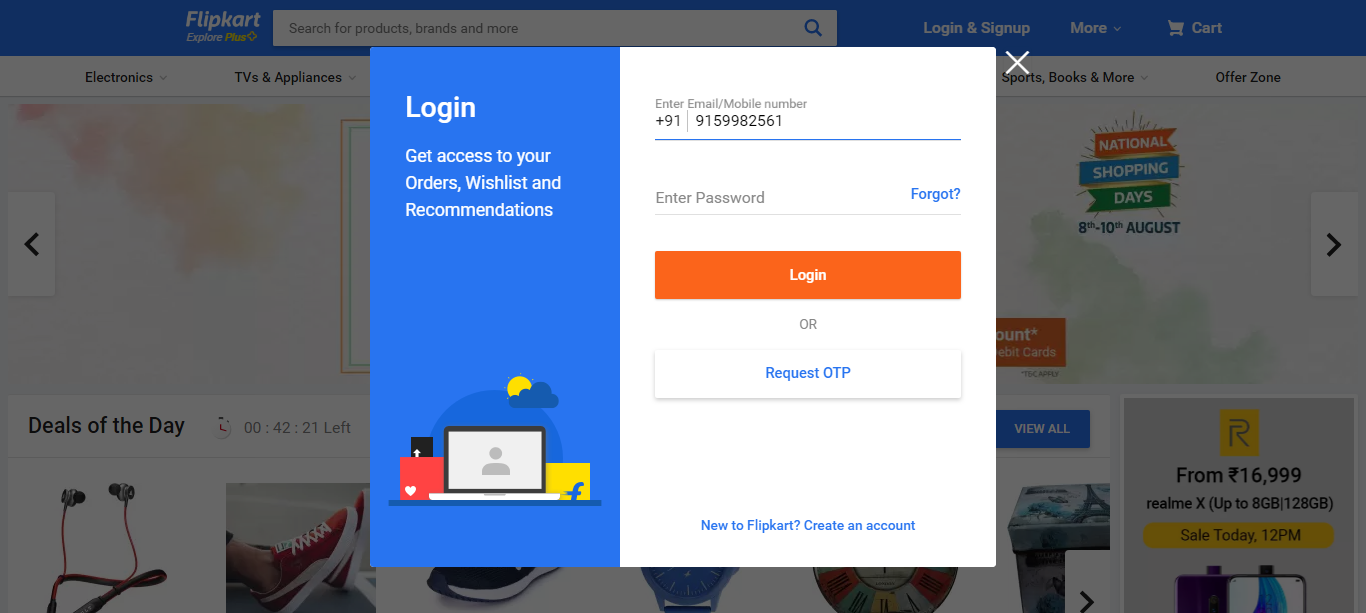 Flipkart
Explore Plus
Search for products, brands and more
Login & Signup
More
Cart
Electronics
TVs & Appliances
Sports, Books & More
Offer Zone
Login
Get access to your
Orders, Wishlist and
Recommendations
Enter Email/Mobile number
+91 9159982561
Enter Password
Forgot?
Login
OR
Request OTP
New to Flipkart? Create an account
NATIONAL
SHOPPING
DAYS
8th-10th AUGUST
ount*
ebit Cards
*T&C APPLY
Deals of the Day
00 : 42 : 21 Left
VIEW ALL
From ₹16,999
realme X (Up to 8GB|128GB)
Sale Today, 12PM